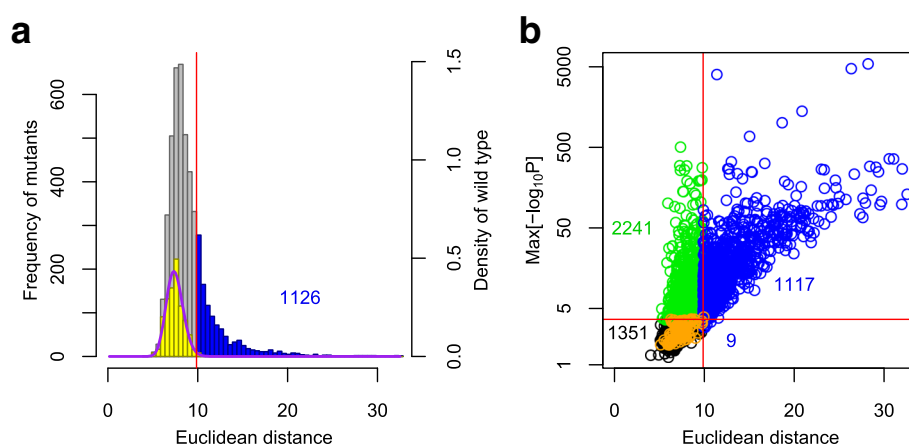 a
Frequency of mutants
600
400
200
0
1126
1.5
1.0
0.5
0.0
Density of wild type
0 10 20 30
Euclidean distance
b
Max[−log10P]
5000
500
50
5
1
2241
1117
1351
9
0 10 20 30
Euclidean distance